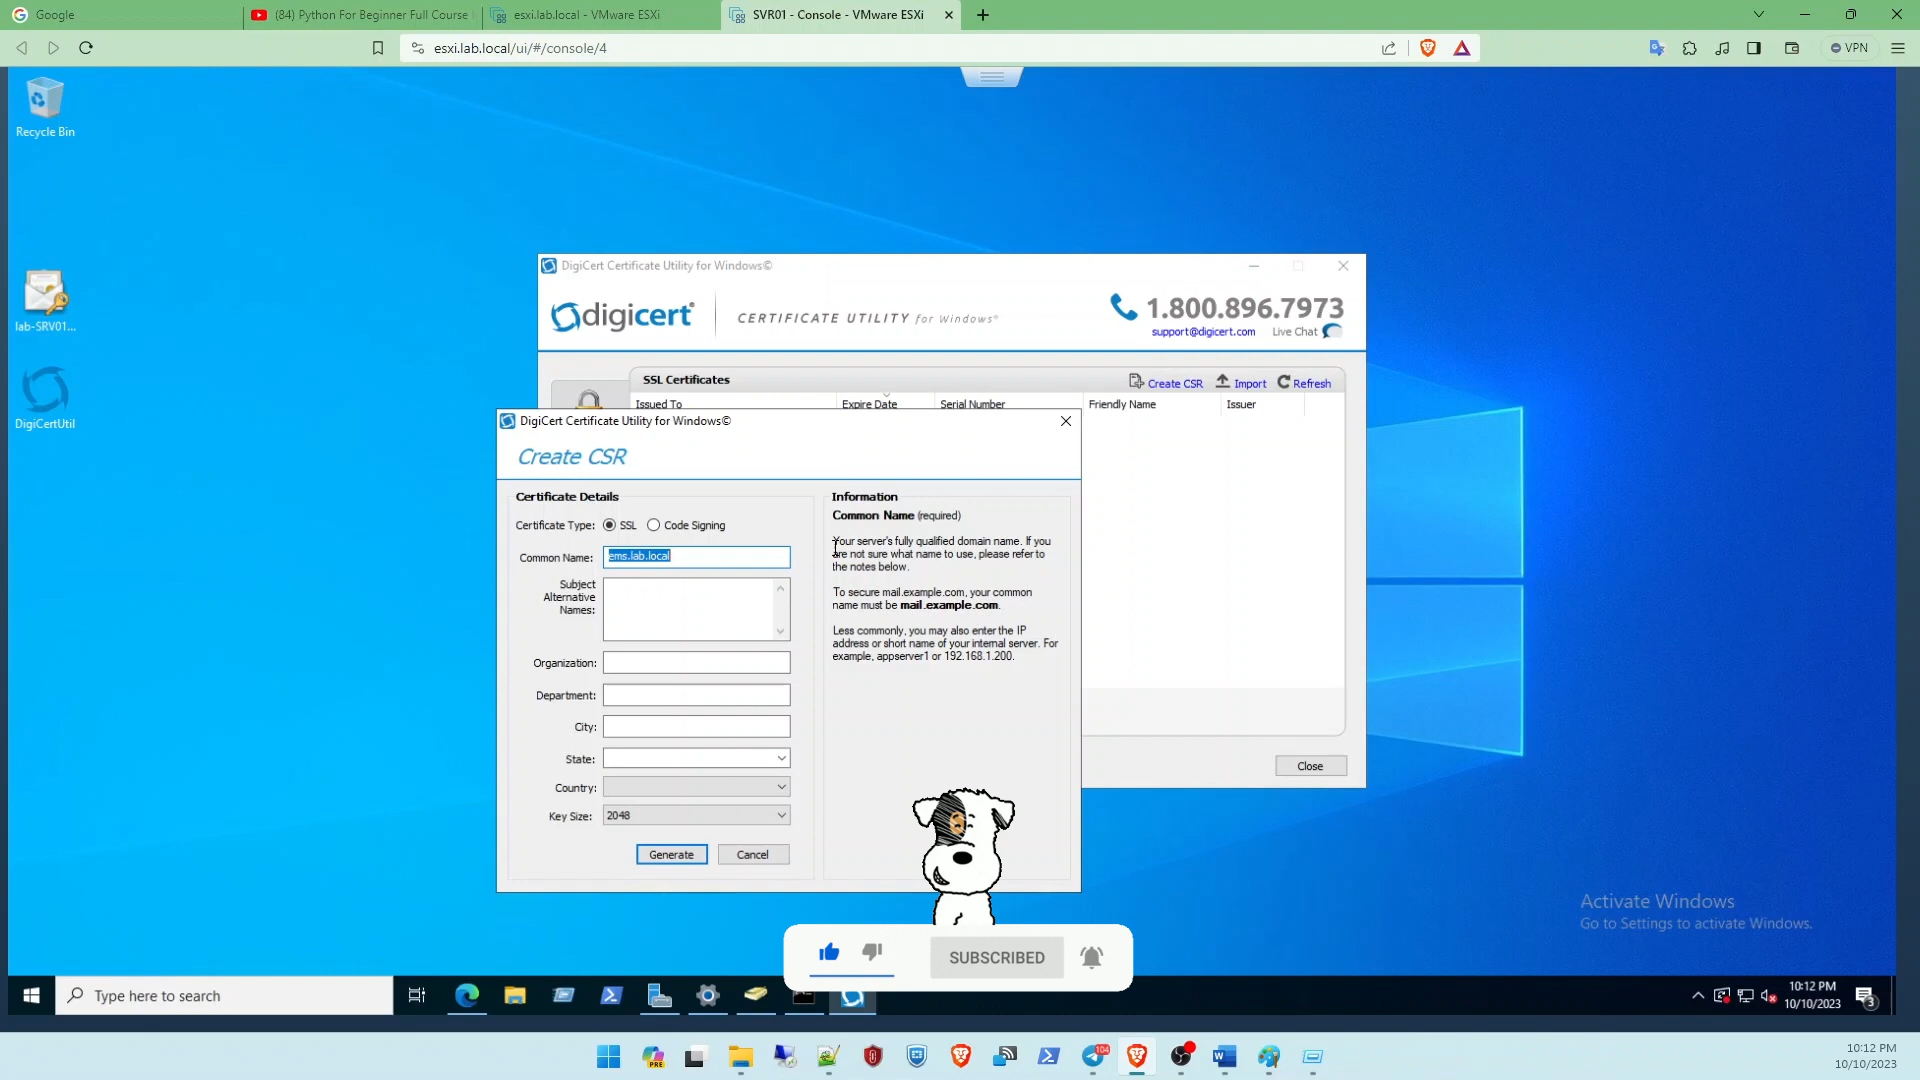 Google
(84) Python For Beginner Full Course
esxi.lab.local - VMware ESXi
SVR01 - Console - VMware ESXi
esxi.lab.local/ui/#/console/4
VPN
Recycle Bin
lab-SRV01...
DigiCertUtil
DigiCert Certificate Utility for Windows©
digicert®
CERTIFICATE UTILITY for Windows®
1.800.896.7973
support@digicert.com Live Chat
SSL Certificates
Create CSR Import Refresh
Issued To Expire Date Serial Number Friendly Name Issuer
Close
DigiCert Certificate Utility for Windows©
Create CSR
Certificate Details
Certificate Type: SSL Code Signing
Common Name: ems.lab.local
Subject
Alternative
Names:
Organization:
Department:
City:
State:
Country:
Key Size: 2048
Generate Cancel
Information
Common Name (required)
Your server's fully qualified domain name. If you
are not sure what name to use, please refer to
the notes below.
To secure mail.example.com, your common
name must be mail.example.com.
Less commonly, you may also enter the IP
address or short name of your internal server. For
example, appserver1 or 192.168.1.200.
SUBSCRIBED
Activate Windows
Go to Settings to activate Windows.
Type here to search
10:12 PM
10/10/2023
3
PRE
104
10:12 PM
10/10/2023